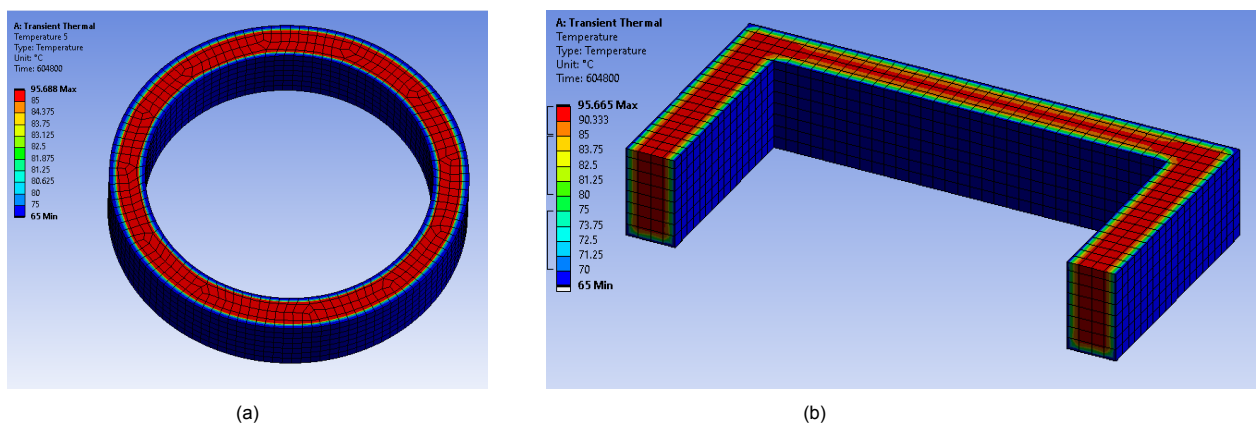 A: Transient Thermal
Temperature 5
Type: Temperature
Unit: °C
Time: 604800
95.688 Max
85
84.375
83.75
83.125
82.5
81.875
81.25
80.625
80
75
65 Min
(a)
A: Transient Thermal
Temperature
Type: Temperature
Unit: °C
Time: 604800
95.665 Max
90.333
85
83.75
82.5
81.25
80
75
73.75
72.5
71.25
70
65 Min
(b)